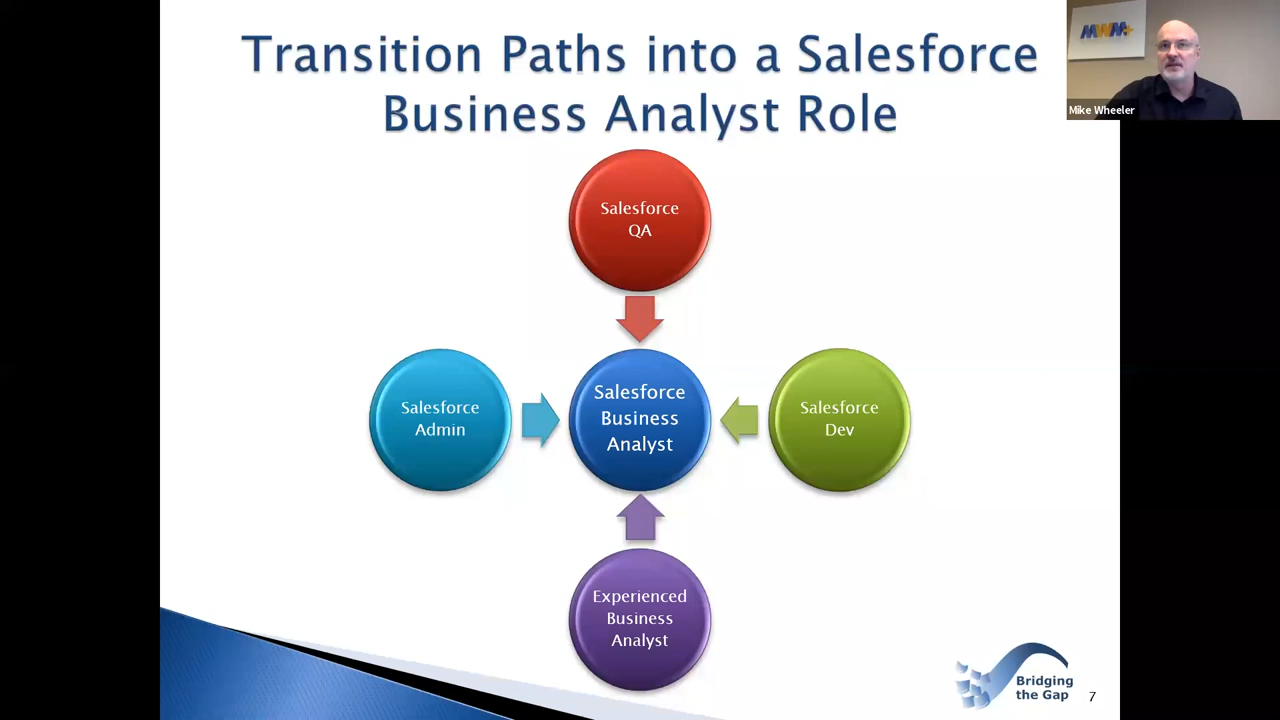 Transition Paths into a Salesforce
Business Analyst Role
MWM+
Mike Wheeler
Salesforce
QA
Salesforce
Admin
Salesforce
Business
Analyst
Salesforce
Dev
Experienced
Business
Analyst
Bridging
the Gap
7